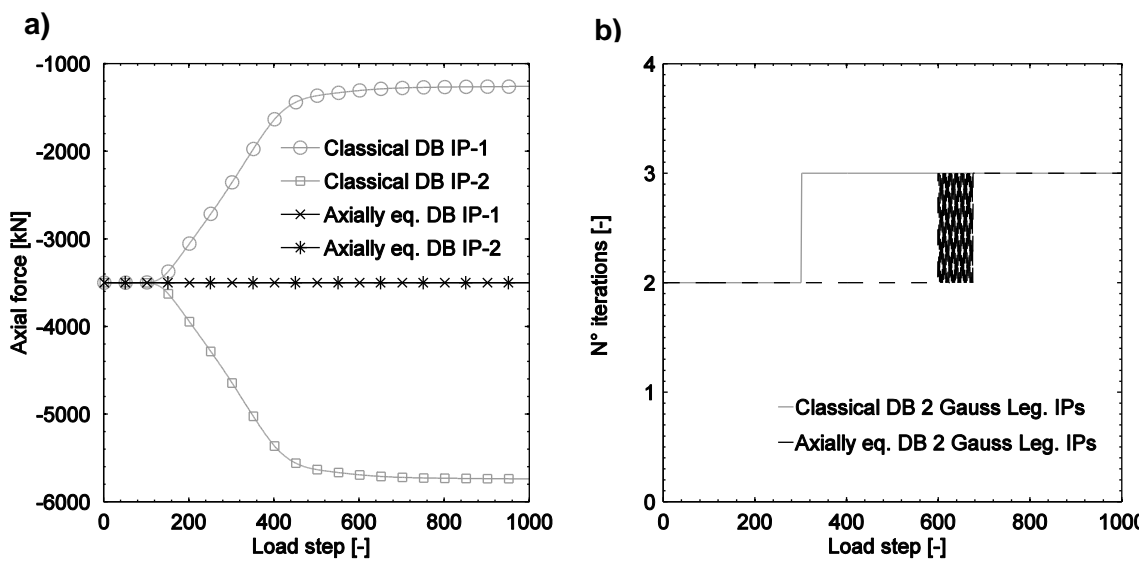 a)
-1000
-2000
-3000
-4000
-5000
-6000
Axial force [kN]
Classical DB IP-1
Classical DB IP-2
Axially eq. DB IP-1
Axially eq. DB IP-2
0 200 400 600 800 1000
Load step [-]
b)
4
3
2
1
0
N° iterations [-]
Classical DB 2 Gauss Leg. IPs
Axially eq. DB 2 Gauss Leg. IPs
0 200 400 600 800 1000
Load step [-]